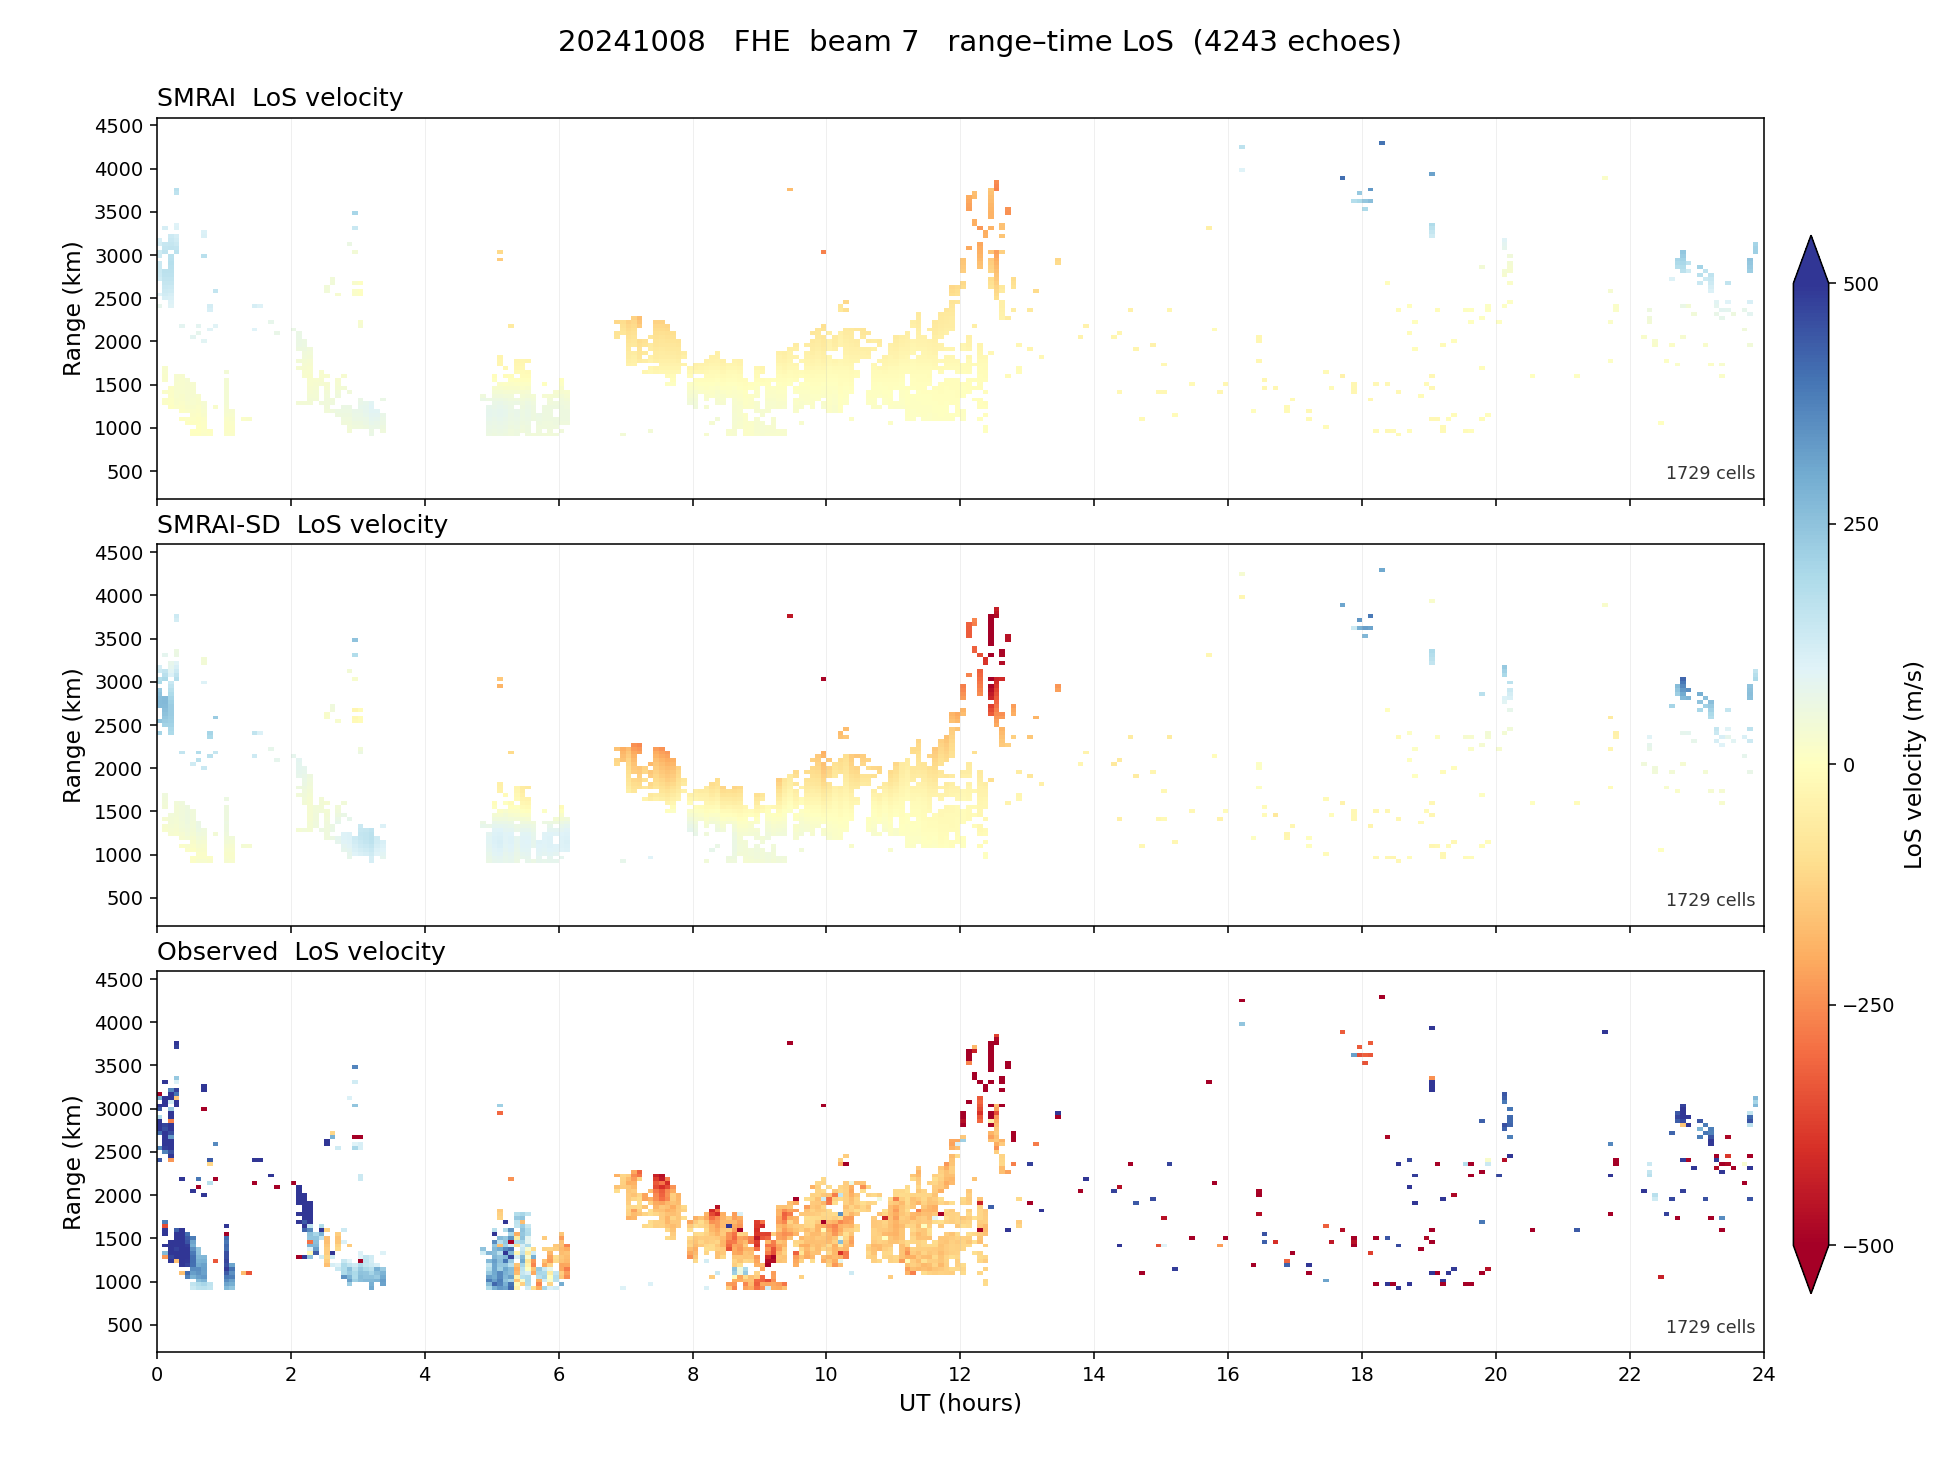 20241008   FHE  beam 7   range–time LoS  (4243 echoes)
SMRAI  LoS velocity
4500
4000
3500
3000
2500
2000
1500
1000
500
Range (km)
1729 cells
SMRAI-SD  LoS velocity
4500
4000
3500
3000
2500
2000
1500
1000
500
Range (km)
1729 cells
Observed  LoS velocity
4500
4000
3500
3000
2500
2000
1500
1000
500
Range (km)
1729 cells
0 2 4 6 8 10 12 14 16 18 20 22 24
UT (hours)
500
250
0
−250
−500
LoS velocity (m/s)